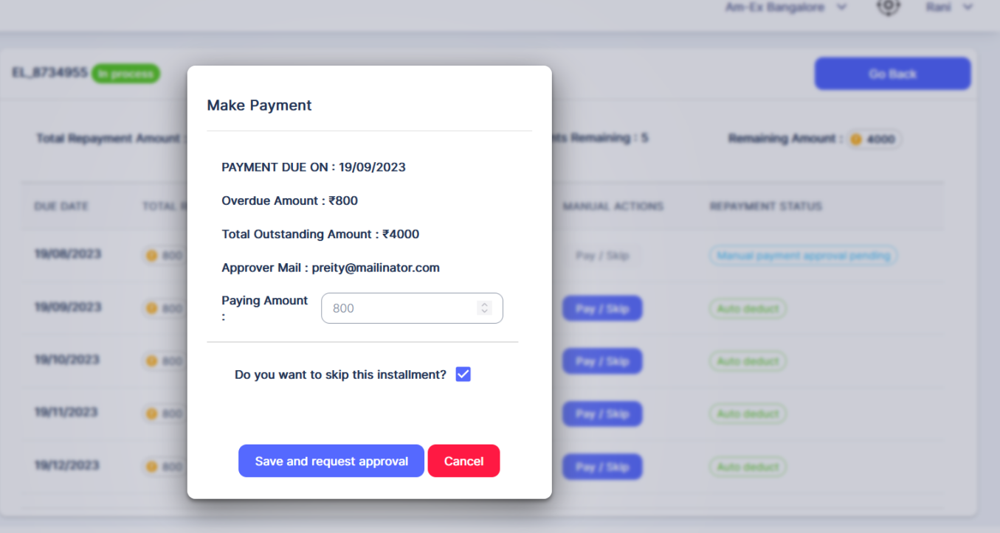 Am-Ex Bangalore
Rani
EL_8734955 In process
Go Back
Make Payment
Total Repayment Amount :
ts Remaining : 5
Remaining Amount : 4000
PAYMENT DUE ON : 19/09/2023
Overdue Amount : ₹800
Total Outstanding Amount : ₹4000
Approver Mail : preity@mailinator.com
Paying Amount : 800
Do you want to skip this installment?
Save and request approval Cancel
DUE DATE TOTAL MANUAL ACTIONS REPAYMENT STATUS
19/08/2023 800 Pay / Skip Manual payment approval pending
19/09/2023 800 Pay / Skip Auto deduct
19/10/2023 800 Pay / Skip Auto deduct
19/11/2023 800 Pay / Skip Auto deduct
19/12/2023 800 Pay / Skip Auto deduct